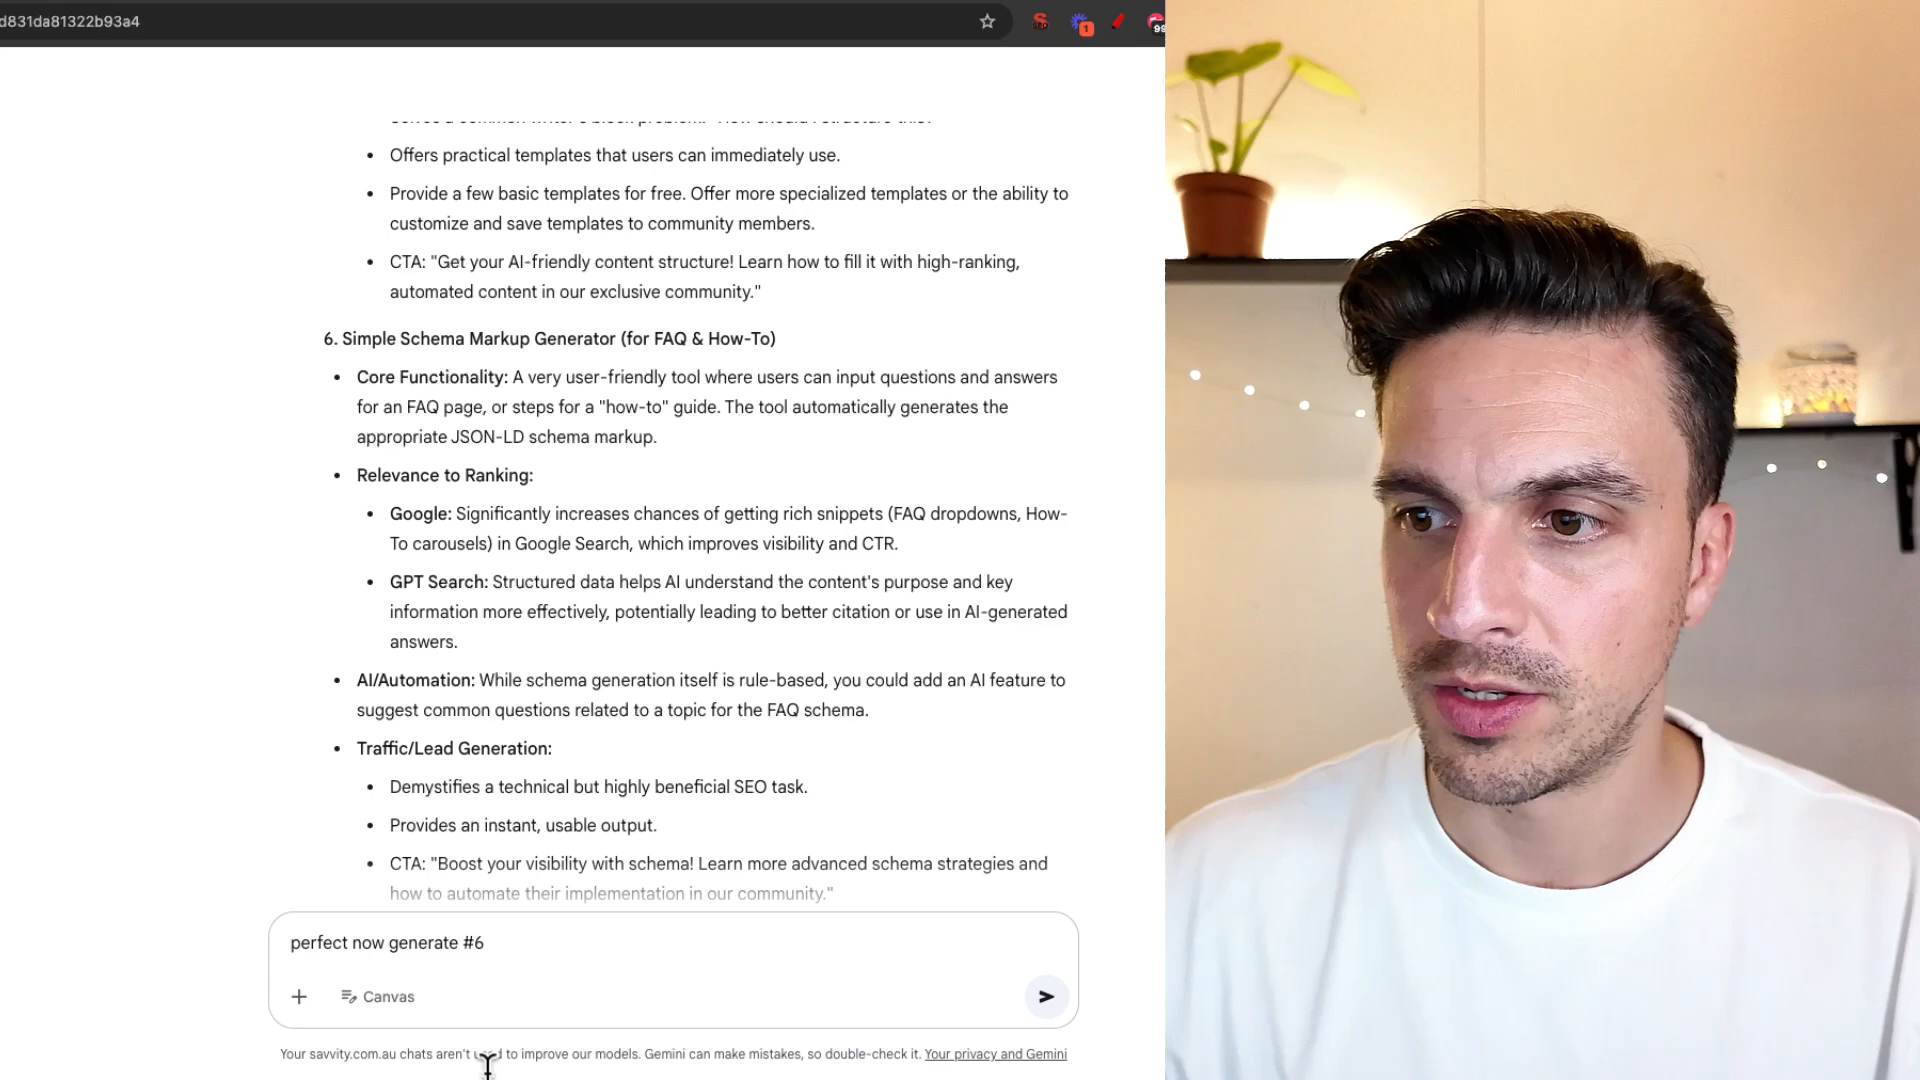 d831da81322b93a4
1
99
Offers practical templates that users can immediately use.
Provide a few basic templates for free. Offer more specialized templates or the ability to
customize and save templates to community members.
CTA: "Get your AI-friendly content structure! Learn how to fill it with high-ranking,
automated content in our exclusive community."
6. Simple Schema Markup Generator (for FAQ & How-To)
Core Functionality: A very user-friendly tool where users can input questions and answers
for an FAQ page, or steps for a "how-to" guide. The tool automatically generates the
appropriate JSON-LD schema markup.
Relevance to Ranking:
Google: Significantly increases chances of getting rich snippets (FAQ dropdowns, How-
To carousels) in Google Search, which improves visibility and CTR.
GPT Search: Structured data helps AI understand the content's purpose and key
information more effectively, potentially leading to better citation or use in AI-generated
answers.
AI/Automation: While schema generation itself is rule-based, you could add an AI feature to
suggest common questions related to a topic for the FAQ schema.
Traffic/Lead Generation:
Demystifies a technical but highly beneficial SEO task.
Provides an instant, usable output.
CTA: "Boost your visibility with schema! Learn more advanced schema strategies and
how to automate their implementation in our community."
perfect now generate #6
Canvas
Your savvity.com.au chats aren't used to improve our models. Gemini can make mistakes, so double-check it. Your privacy and Gemini